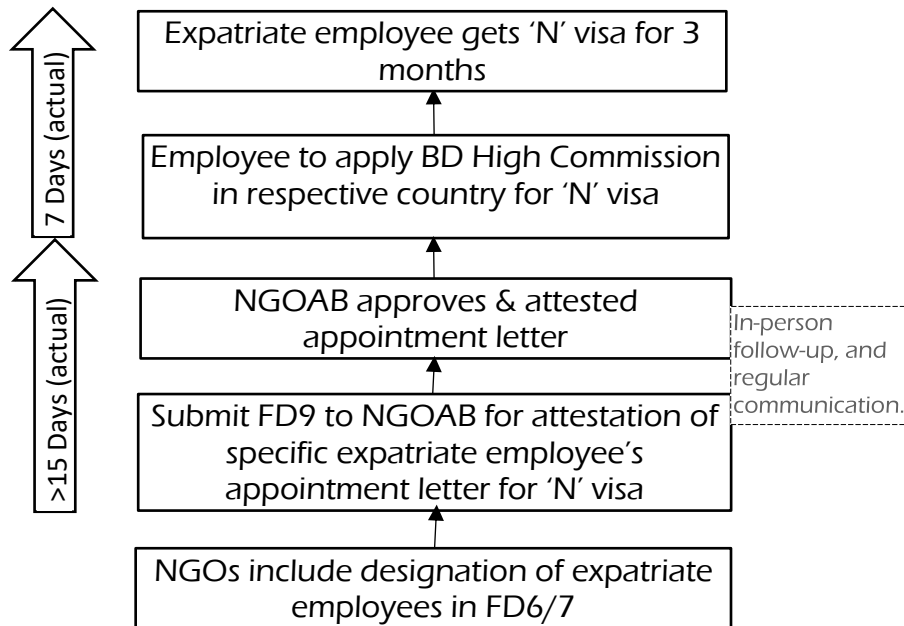 Expatriate employee gets ‘N’ visa for 3
months
7 Days (actual)
Employee to apply BD High Commission
in respective country for ‘N’ visa
NGOAB approves & attested
appointment letter
In-person
follow-up, and
regular
communication.
>15 Days (actual)
Submit FD9 to NGOAB for attestation of
specific expatriate employee’s
appointment letter for ‘N’ visa
NGOs include designation of expatriate
employees in FD6/7